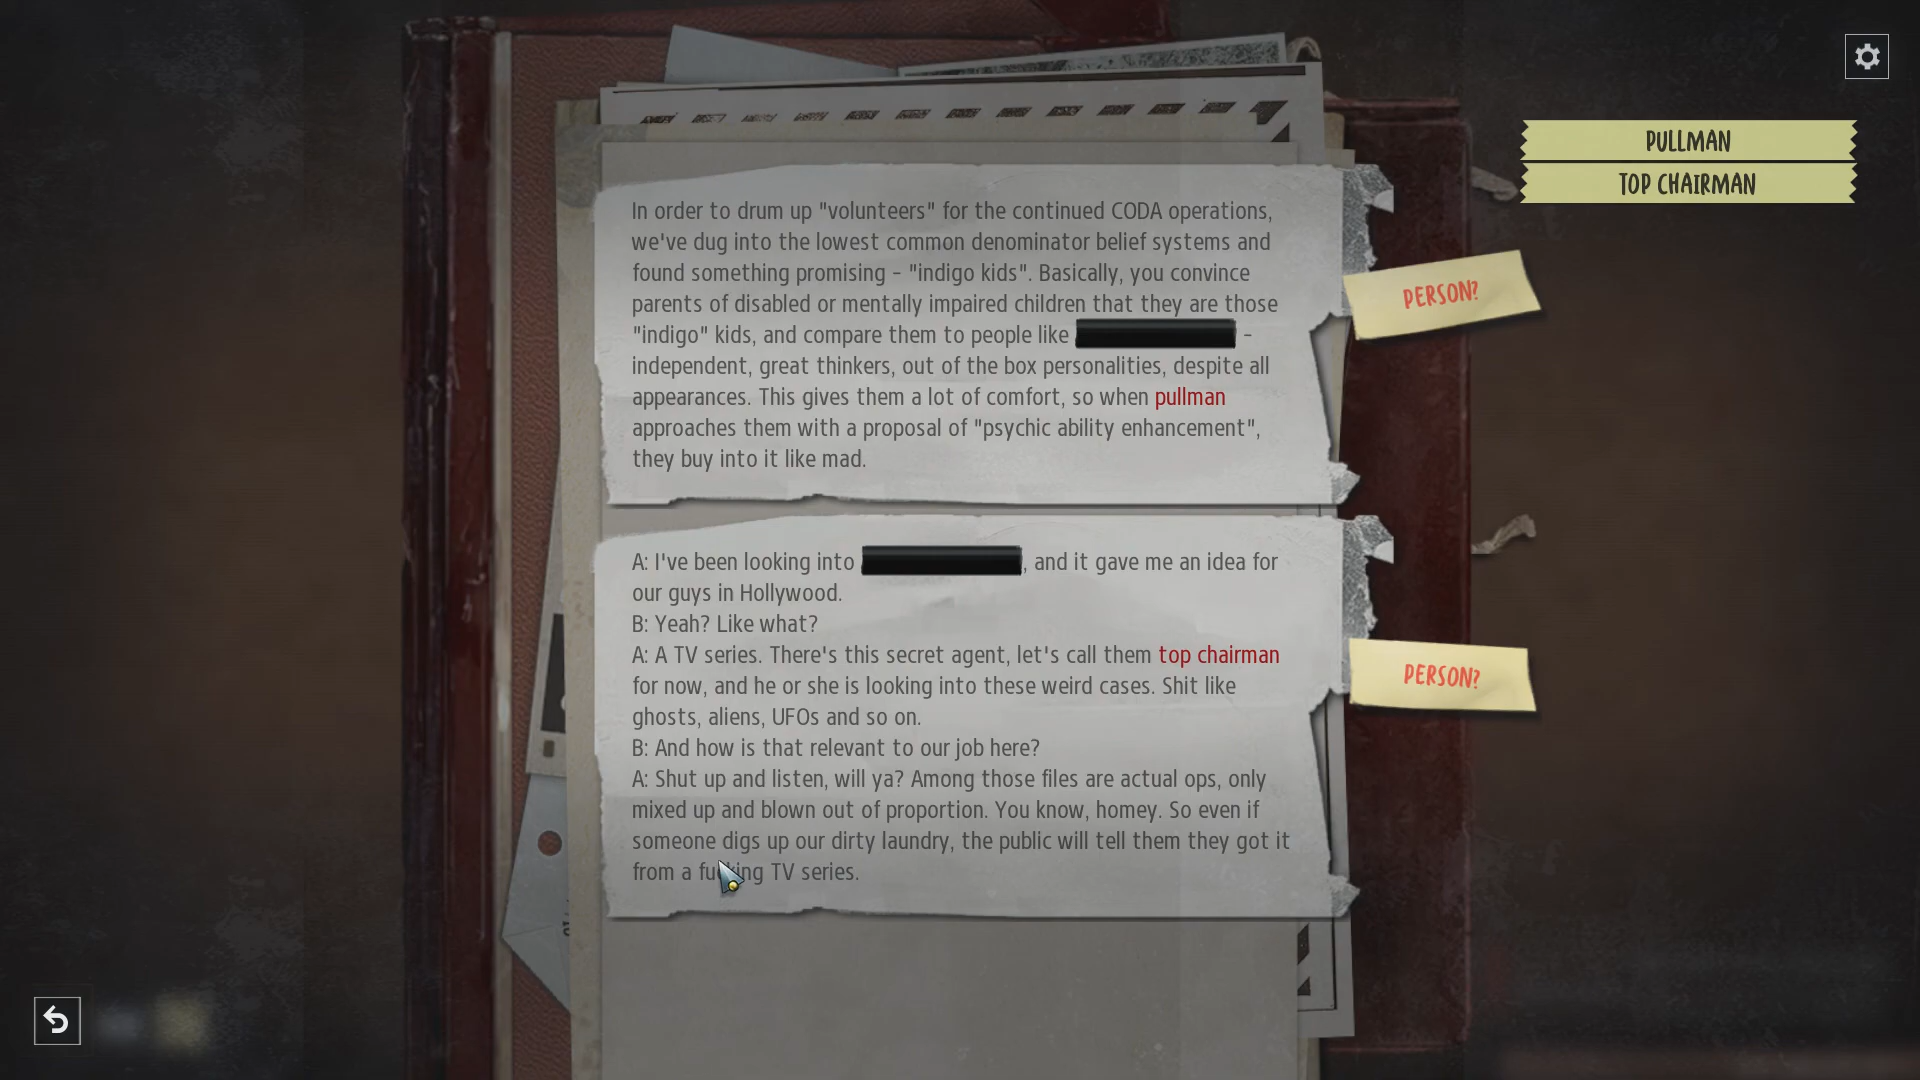 PULLMAN
TOP CHAIRMAN
In order to drum up "volunteers" for the continued CODA operations,
we've dug into the lowest common denominator belief systems and
found something promising - "indigo kids". Basically, you convince
parents of disabled or mentally impaired children that they are those
"indigo" kids, and compare them to people like -
independent, great thinkers, out of the box personalities, despite all
appearances. This gives them a lot of comfort, so when pullman
approaches them with a proposal of "psychic ability enhancement",
they buy into it like mad.
PERSON?
A: I've been looking into , and it gave me an idea for
our guys in Hollywood.
B: Yeah? Like what?
A: A TV series. There's this secret agent, let's call them top chairman
for now, and he or she is looking into these weird cases. Shit like
ghosts, aliens, UFOs and so on.
B: And how is that relevant to our job here?
A: Shut up and listen, will ya? Among those files are actual ops, only
mixed up and blown out of proportion. You know, homey. So even if
someone digs up our dirty laundry, the public will tell them they got it
from a fucking TV series.
PERSON?